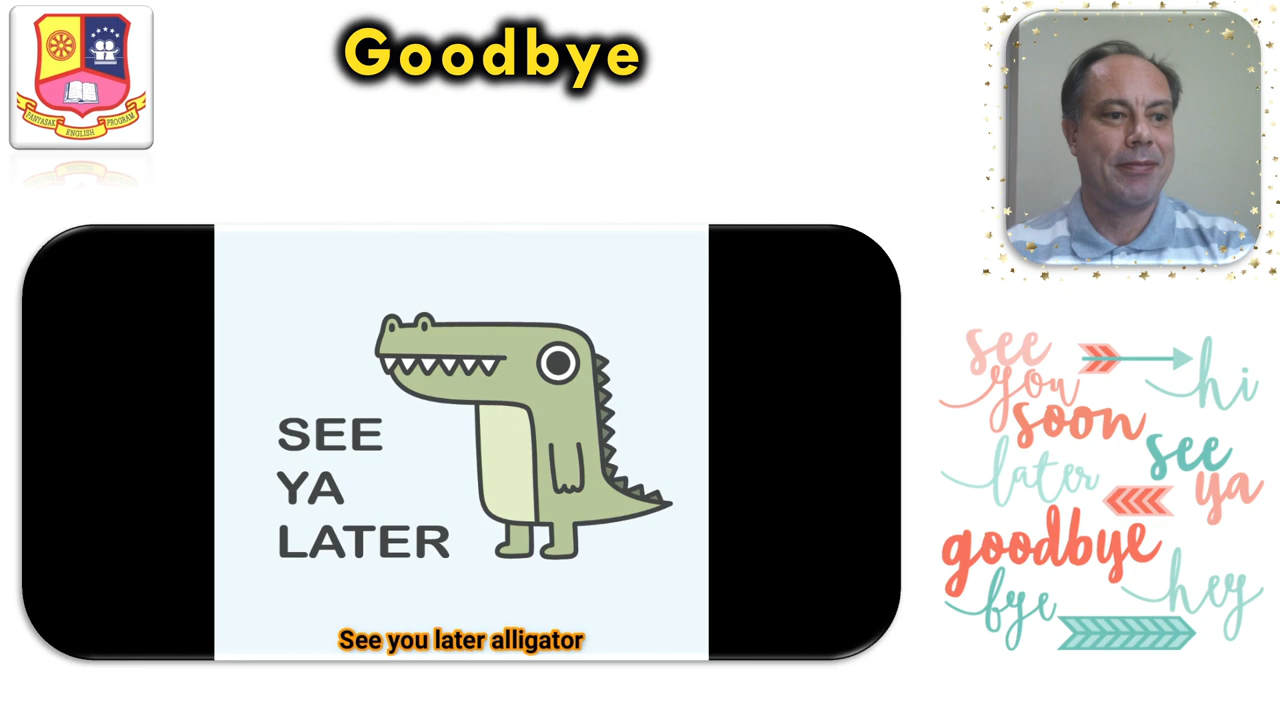 Goodbye
PANYASAK
ENGLISH
PROGRAM
SEE
YA
LATER
See you later alligator
see
you
hi
soon
later
see
ya
goodbye
bye
hey